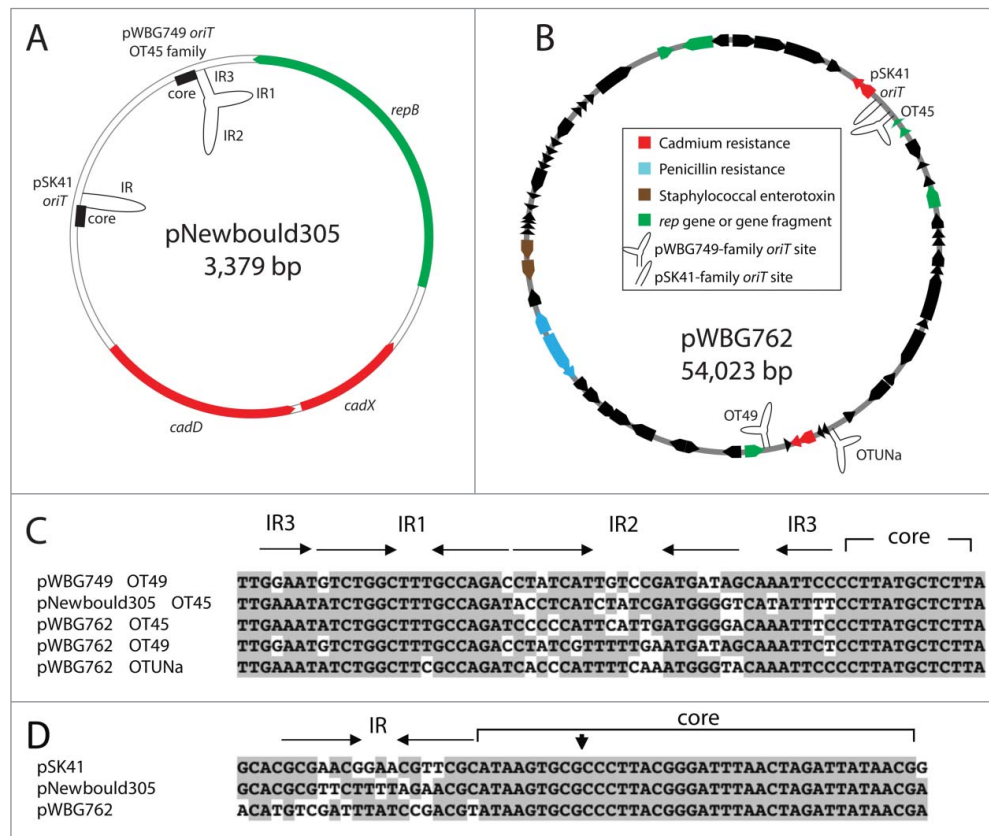 A
pWBG749 oriT
OT45 family
core
IR3
IR1
IR2
repB
pSK41
oriT
IR
core
pNewbould305
3,379 bp
cadD
cadX
B
pSK41
oriT
OT45
Cadmium resistance
Penicillin resistance
Staphylococcal enterotoxin
rep gene or gene fragment
pWBG749-family oriT site
pSK41-family oriT site
pWBG762
54,023 bp
OT49
OTUNa
C
IR3 IR1 IR2 IR3 core
pWBG749 OT49 TTGGAATGTCTGGCTTTGCCAGACCTATCATTGTCCGATGATAGCAAATTCCCCTTATGCTCTTA
pNewbould305 OT45 TTGAAATATCTGGCTTTGCCAGATACCTCATCTATCGATGGGGTCATATTTTCCTTATGCTCTTA
pWBG762 OT45 TTGAAATATCTGGCTTTGCCAGATCCCCCATTCATTGATGGGGACAAATTTCCCTTATGCTCTTA
pWBG762 OT49 TTGGAATGTCTGGCTTTGCCAGACCTATCGTTTTTGAATGATAGCAAATTCTCCTTATGCTCTTA
pWBG762 OTUNa TTGAAATATCTGGCTTCGCCAGATCACCCATTTTCAAATGGGTACAAATTCCCCTTATGCTCTTA
D
IR core
pSK41 GCACGCGAACGGAACGTTCGCATAAGTGCGCCCTTACGGGATTTAACTAGATTATAACGG
pNewbould305 GCACGCGTTCTTTTAGAACGCATAAGTGCGCCCTTACGGGATTTAACTAGATTATAACGA
pWBG762 ACATGTCGATTTATCCGACGTATAAGTGCGCCCTTACGGGATTTAACTAGATTATAACGA